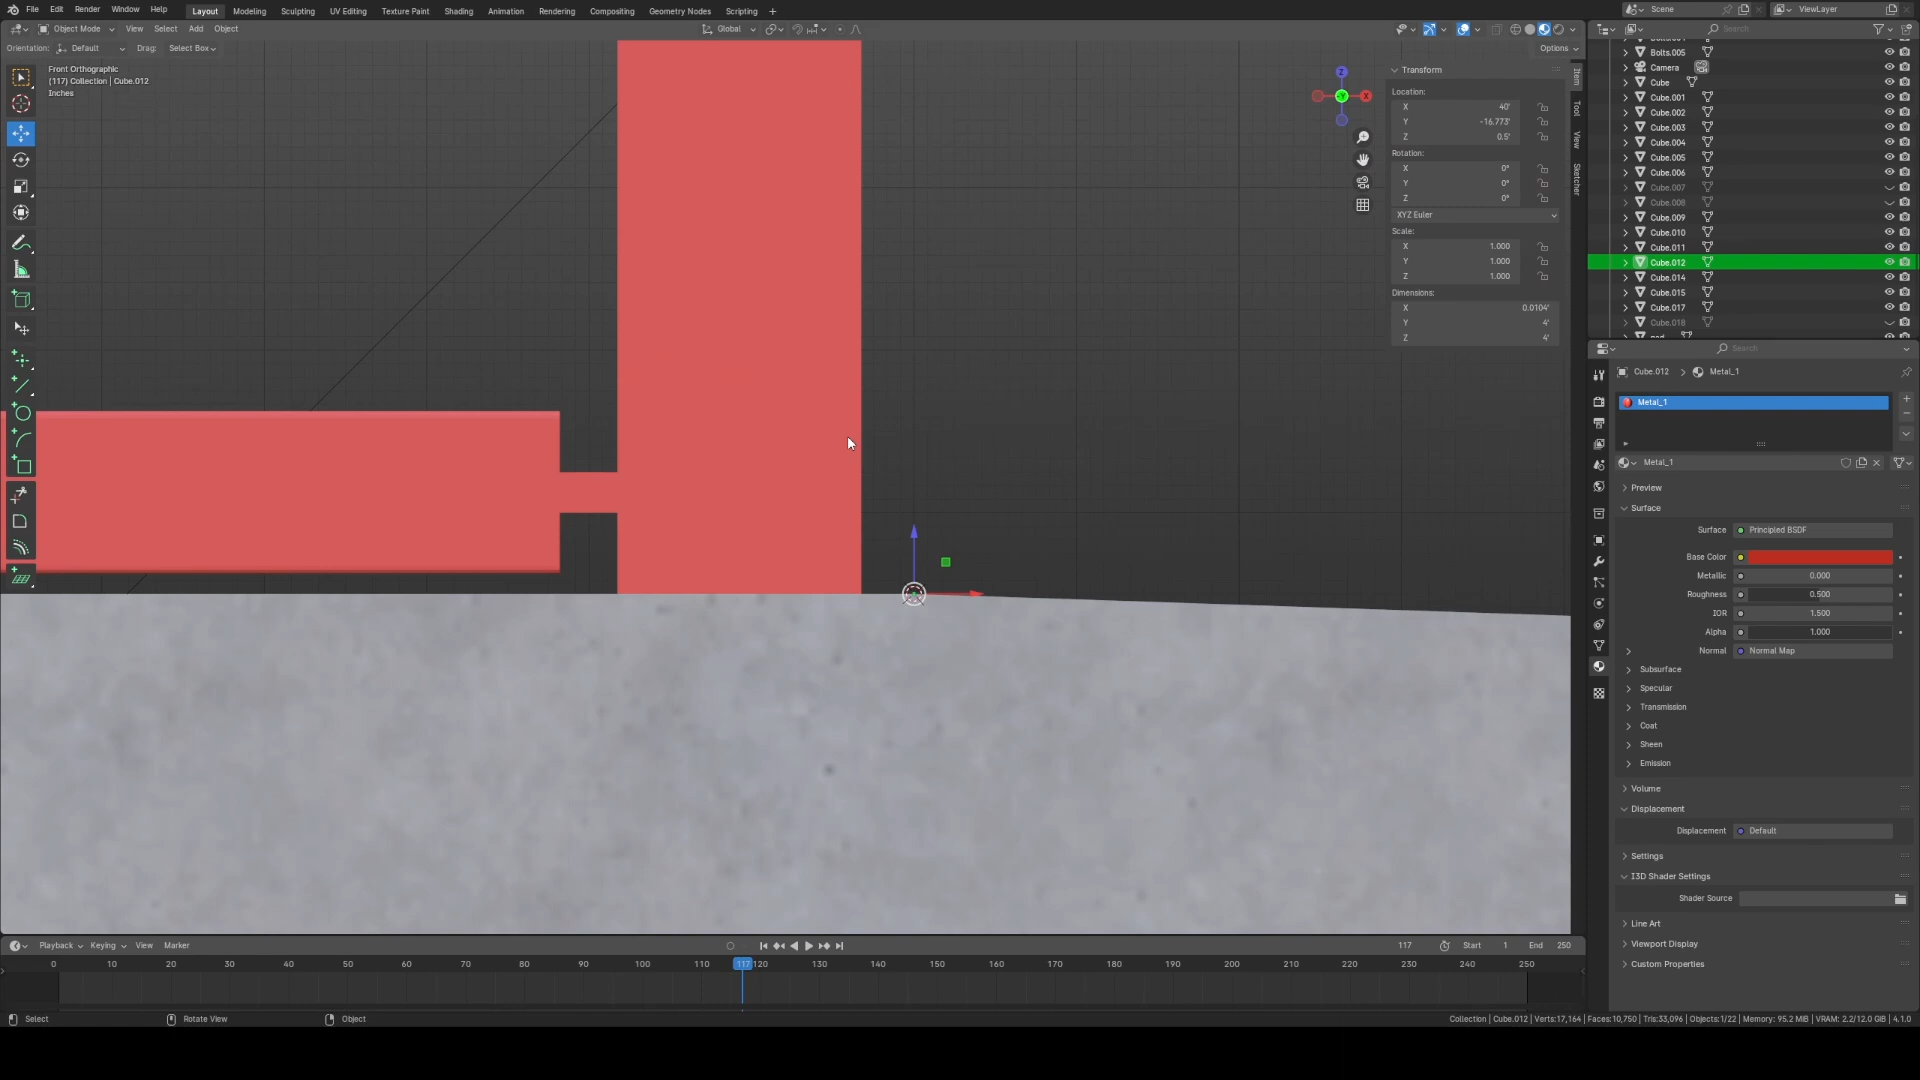 File Edit Render Window Help Layout Modeling Sculpting UV Editing Texture Paint Shading Animation Rendering Compositing Geometry Nodes Scripting + Scene ViewLayer
Object Mode View Select Add Object Global Search
Orientation: Default Drag: Select Box Options
Front Orthographic
(117) Collection | Cube.012
Inches
Z
X
Y
Item
Tool
View
Sketcher
Transform
Location:
X 40'
Y -16.773'
Z 0.5'
Rotation:
X 0°
Y 0°
Z 0°
XYZ Euler
Scale:
X 1.000
Y 1.000
Z 1.000
Dimensions:
X 0.0104'
Y 4'
Z 4'
Bolts.005
Camera
Cube
Cube.001
Cube.002
Cube.003
Cube.004
Cube.005
Cube.006
Cube.007
Cube.008
Cube.009
Cube.010
Cube.011
Cube.012
Cube.014
Cube.015
Cube.017
Cube.018
Search
Cube.012 > Metal_1
Metal_1
Metal_1
Preview
Surface
Surface Principled BSDF
Base Color
Metallic 0.000
Roughness 0.500
IOR 1.500
Alpha 1.000
Normal Normal Map
Subsurface
Specular
Transmission
Coat
Sheen
Emission
Volume
Displacement
Displacement Default
Settings
I3D Shader Settings
Shader Source
Line Art
Viewport Display
Custom Properties
Playback Keying View Marker 117 Start 1 End 250
0 10 20 30 40 50 60 70 80 90 100 110 117 120 130 140 150 160 170 180 190 200 210 220 230 240 250
Select Rotate View Object Collection | Cube.012 | Verts:17,164 | Faces:10,750 | Tris:33,096 | Objects:1/22 | Memory: 95.2 MiB | VRAM: 2.2/12.0 GiB | 4.1.0